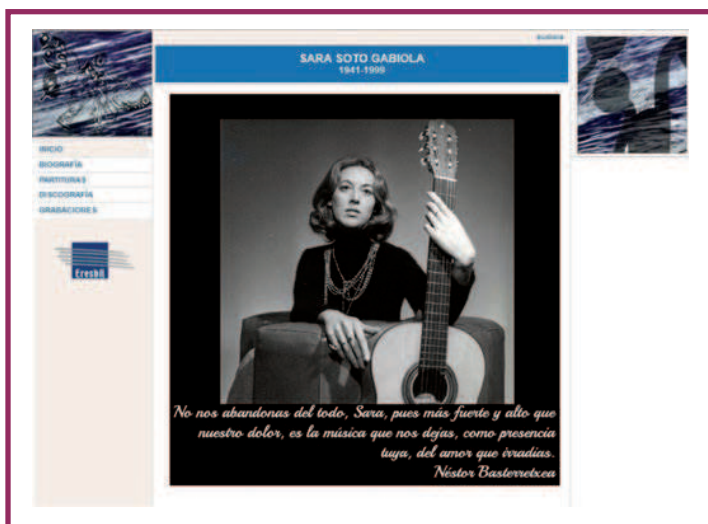 SARA SOTO GABIOLA
1941-1999
INICIO
BIOGRAFÍA
PARTITURAS
DISCOGRAFÍA
GRABACIONES
Eresbil
No nos abandonas del todo, Sara, pues más fuerte y alto que
nuestro dolor, es la música que nos dejas, como presencia
tuya, del amor que irradias.
Néstor Basterretxea